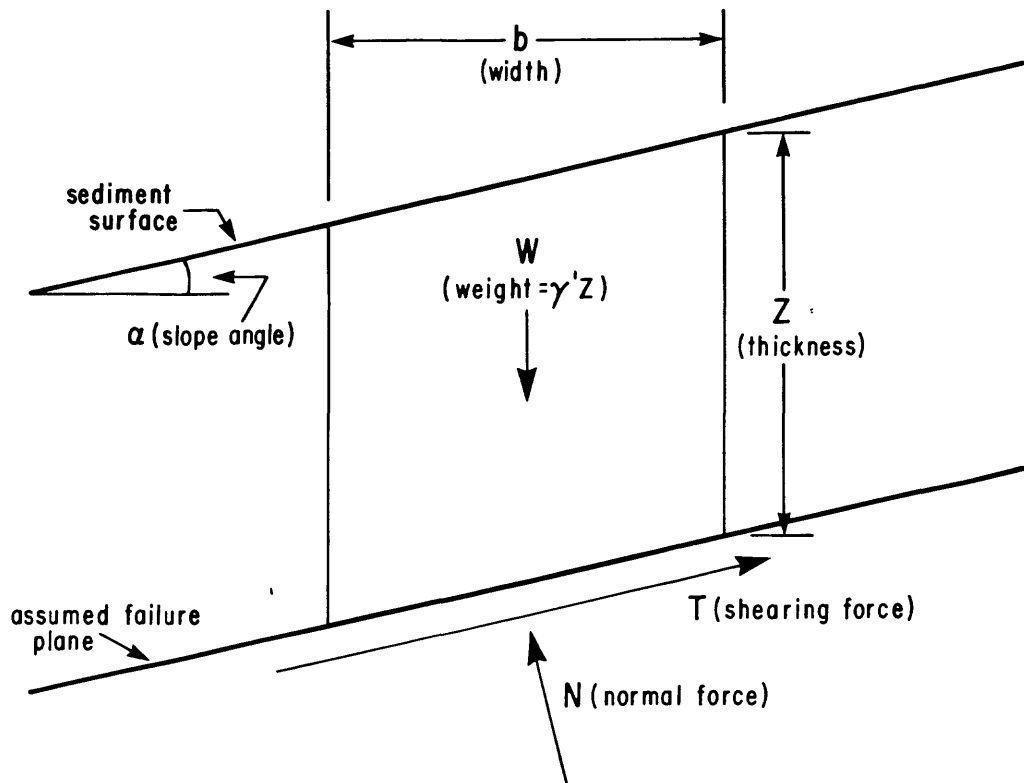 b
(width)
sediment
surface
W
(weight=γ'Z)
α (slope angle)
Z
(thickness)
T (shearing force)
assumed failure
plane
N (normal force)